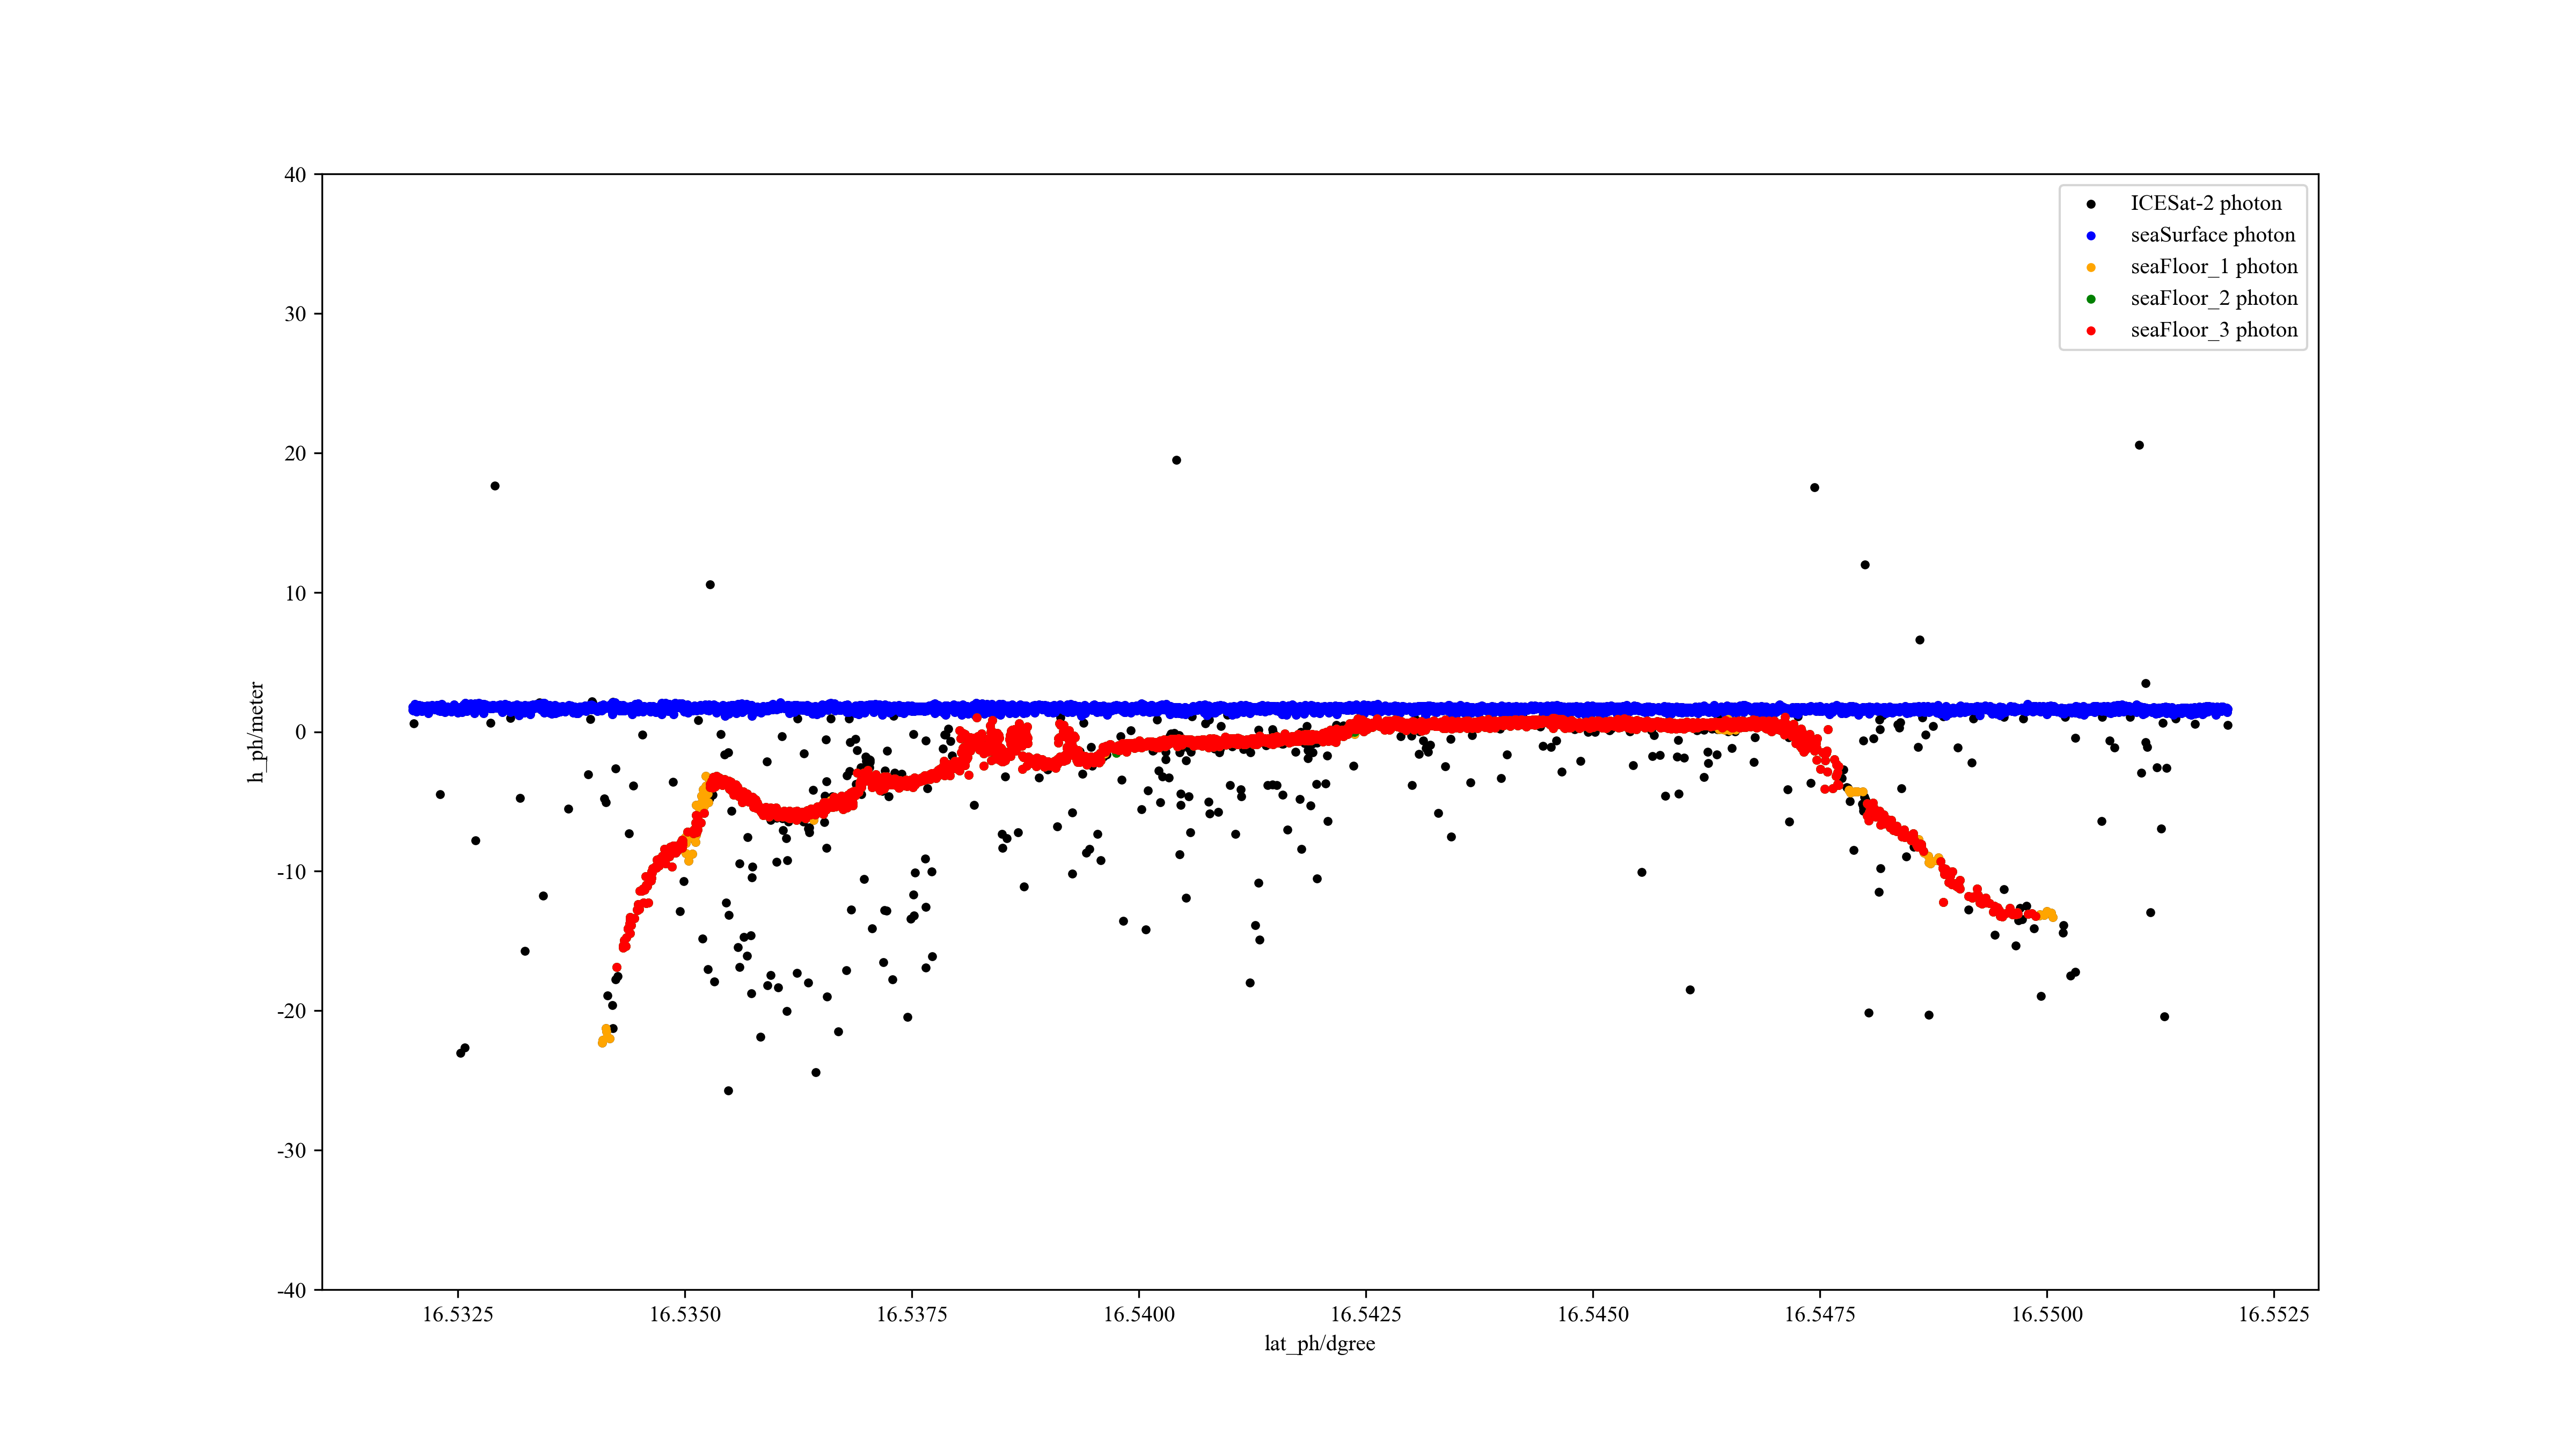 40
30
20
10
0
-10
-20
-30
-40
h_ph/meter
ICESat-2 photon
seaSurface photon
seaFloor_1 photon
seaFloor_2 photon
seaFloor_3 photon
16.5325 16.5350 16.5375 16.5400 16.5425 16.5450 16.5475 16.5500 16.5525
lat_ph/dgree